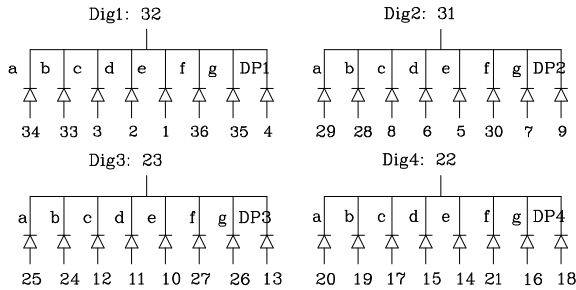 Dig1: 32 Dig2: 31
a b c d e f g DP1 a b c d e f g DP2
34 33 3 2 1 36 35 4 29 28 8 6 5 30 7 9
Dig3: 23 Dig4: 22
a b c d e f g DP3 a b c d e f g DP4
25 24 12 11 10 27 26 13 20 19 17 15 14 21 16 18